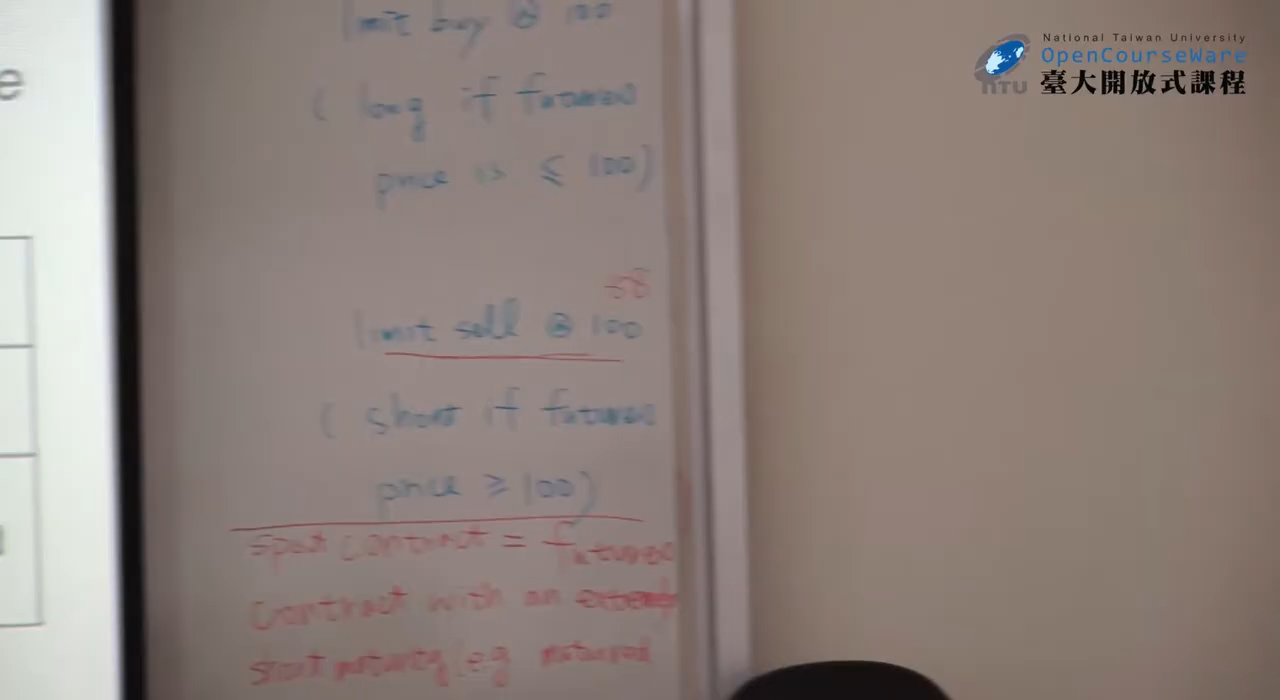 limit buy @ 100
( long if futures
price is ≤ 100)
58
limit sell @ 100
( short if futures
price ≥ 100)
spot contract = futures
contract with an extremely
short maturity (e.g. matured
e
National Taiwan University
OpenCourseWare
臺大開放式課程
NTU